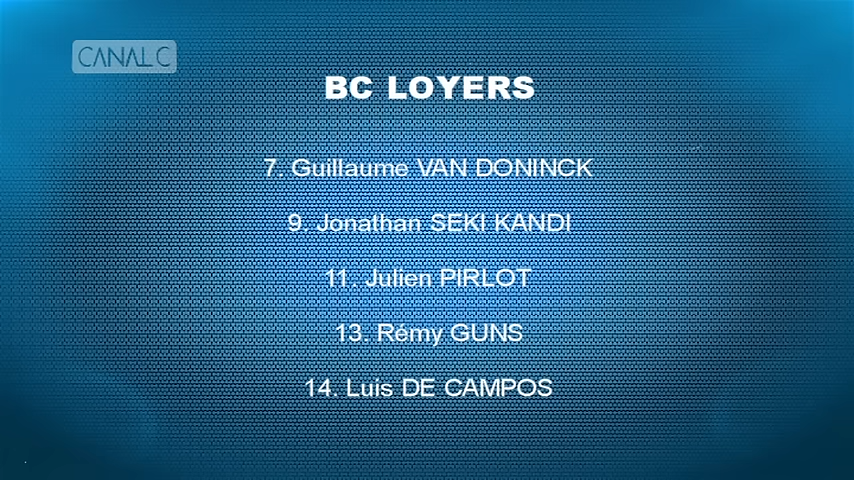 CANAL C
BC LOYERS
7. Guillaume VAN DONINCK
9. Jonathan SEKI KANDI
11. Julien PIRLOT
13. Rémy GUNS
14. Luis DE CAMPOS